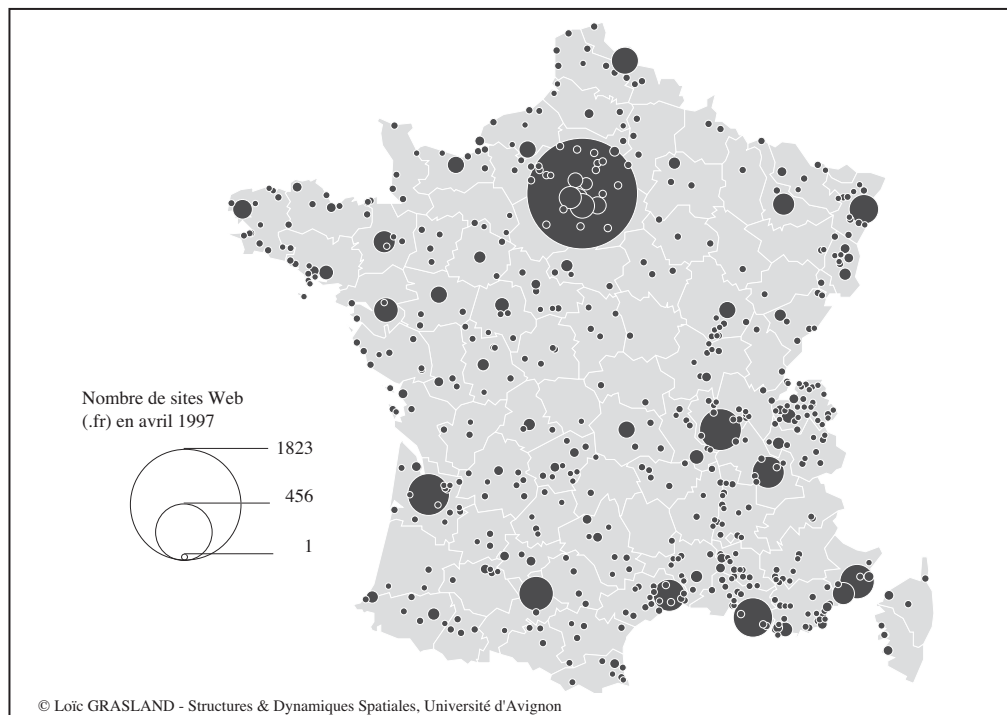 Nombre de sites Web
(.fr) en avril 1997
1823
456
1
© Loïc GRASLAND - Structures & Dynamiques Spatiales, Université d'Avignon